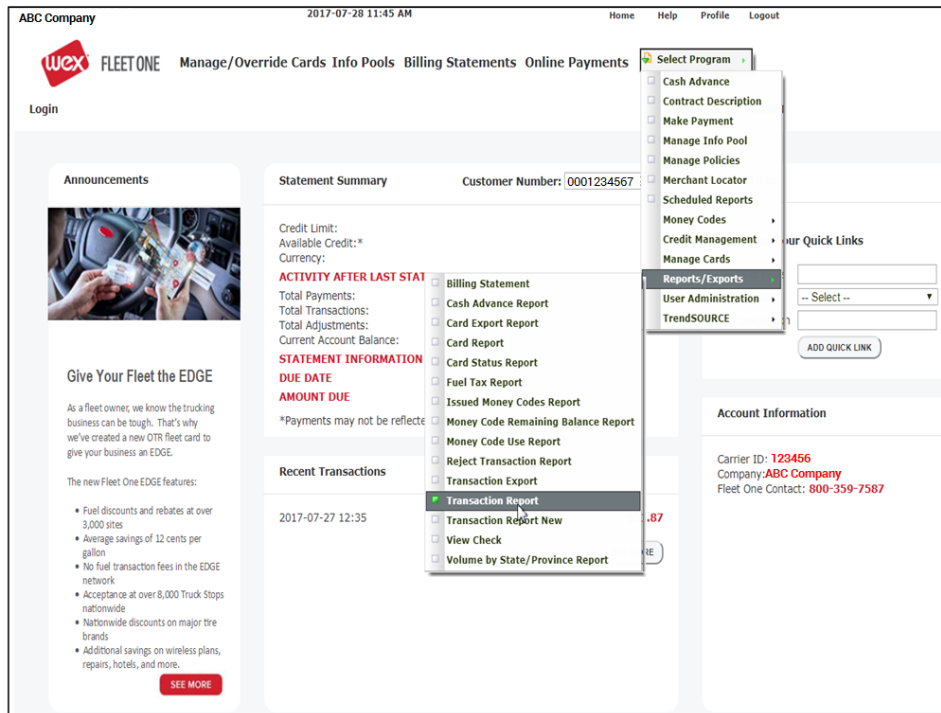 ABC Company
2017-07-28 11:45 AM
Home Help Profile Logout
wex FLEET ONE
Manage/Override Cards Info Pools Billing Statements Online Payments
Select Program
Cash Advance
Contract Description
Make Payment
Manage Info Pool
Manage Policies
Merchant Locator
Scheduled Reports
Money Codes
Credit Management
Manage Cards
Reports/Exports
User Administration
TrendSOURCE
Login
Announcements
Give Your Fleet the EDGE
As a fleet owner, we know the trucking
business can be tough. That's why
we've created a new OTR fleet card to
give your business an EDGE.
The new Fleet One EDGE features:
• Fuel discounts and rebates at over
3,000 sites
• Average savings of 12 cents per
gallon
• No fuel transaction fees in the EDGE
network
• Acceptance at over 8,000 Truck Stops
nationwide
• Nationwide discounts on major tire
brands
• Additional savings on wireless plans,
repairs, hotels, and more.
SEE MORE
Statement Summary
Customer Number: 0001234567
Credit Limit:
Available Credit:*
Currency:
ACTIVITY AFTER LAST STAT
Total Payments:
Total Transactions:
Total Adjustments:
Current Account Balance:
STATEMENT INFORMATION
DUE DATE
AMOUNT DUE
*Payments may not be reflecte
Billing Statement
Cash Advance Report
Card Export Report
Card Report
Card Status Report
Fuel Tax Report
Issued Money Codes Report
Money Code Remaining Balance Report
Money Code Use Report
Reject Transaction Report
Transaction Export
Transaction Report
Transaction Report New
View Check
Volume by State/Province Report
Recent Transactions
2017-07-27 12:35
.87
RE
ur Quick Links
-- Select --
ADD QUICK LINK
Account Information
Carrier ID: 123456
Company:ABC Company
Fleet One Contact: 800-359-7587